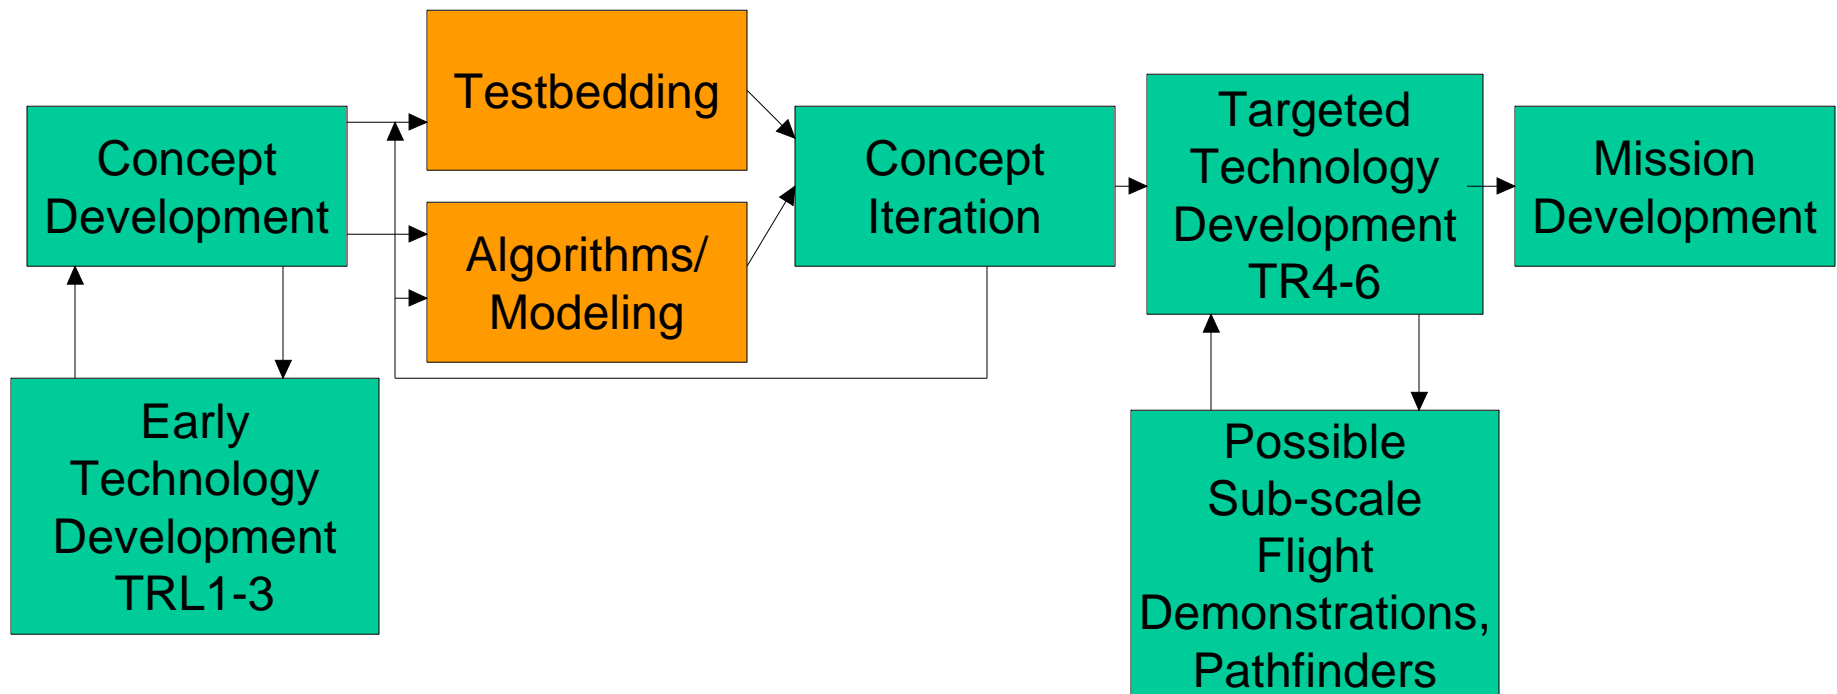 Concept
Development
Early
Technology
Development
TRL1-3
Testbedding
Algorithms/
Modeling
Concept
Iteration
Targeted
Technology
Development
TR4-6
Possible
Sub-scale
Flight
Demonstrations,
Pathfinders
Mission
Development